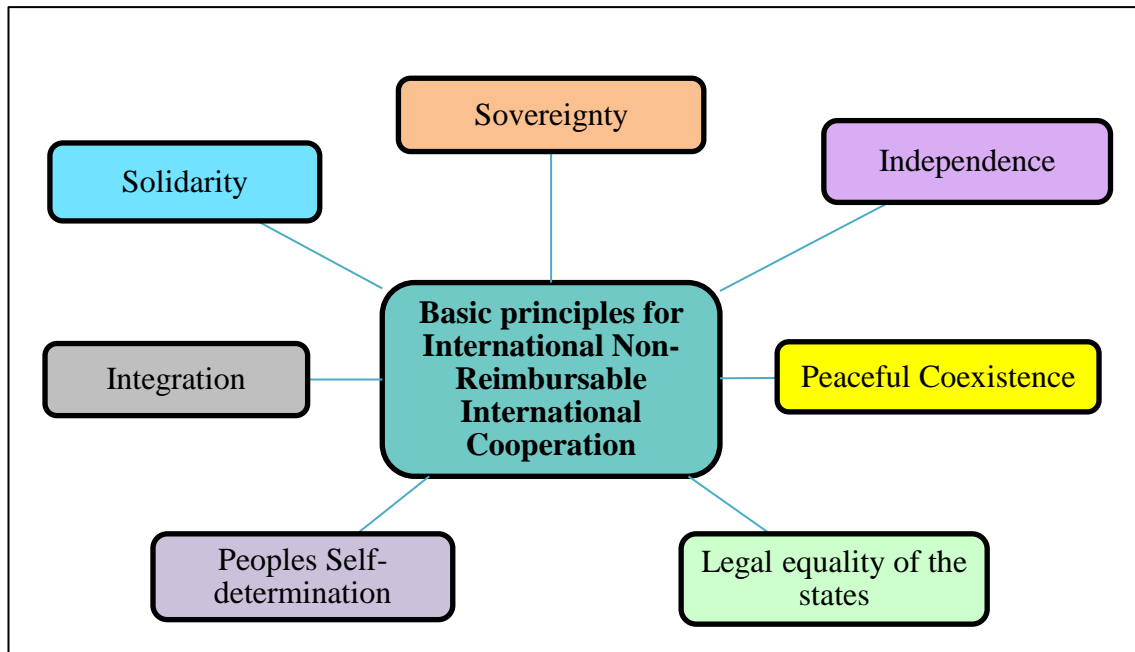 Sovereignty
Solidarity
Independence
Basic principles for
International Non-
Reimbursable
International
Cooperation
Integration
Peaceful Coexistence
Peoples Self-
determination
Legal equality of the
states